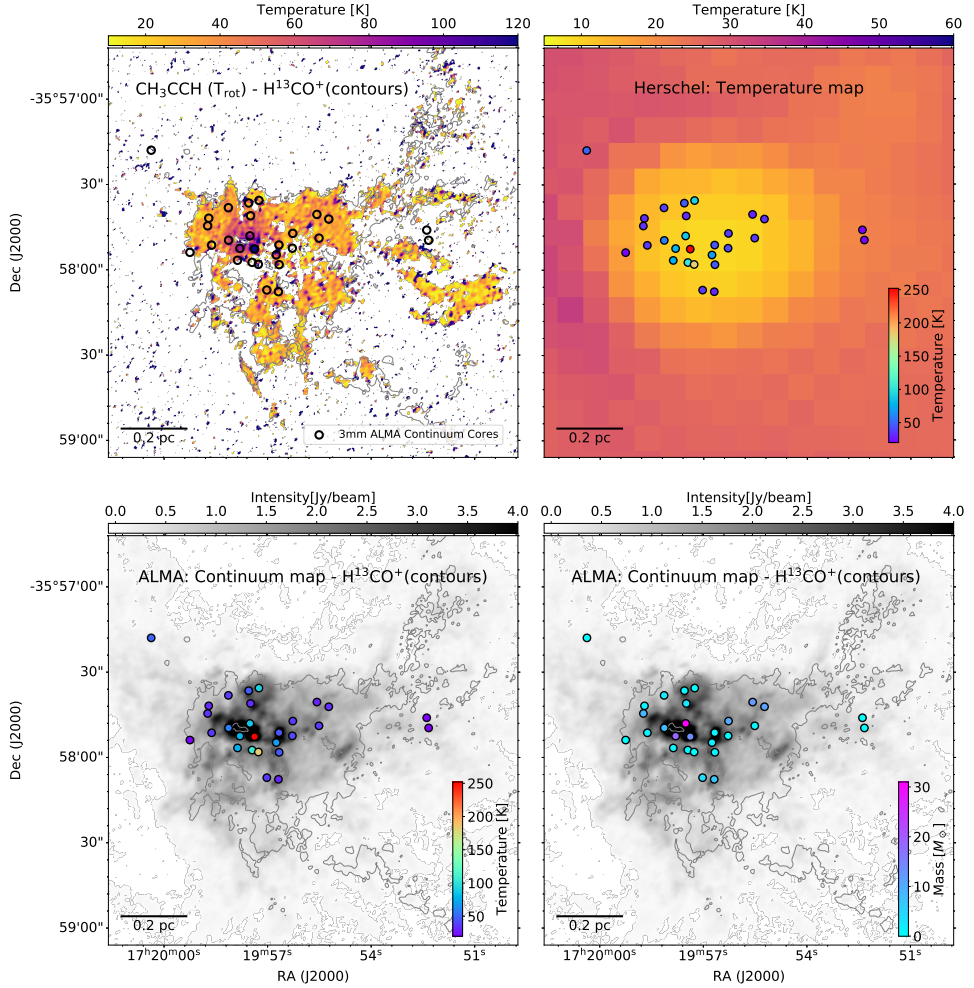 Temperature [K]
20 40 60 80 100 120
CH₃CCH (T_rot) - H¹³CO⁺(contours)
-35°57'00"
30"
58'00"
30"
59'00"
Dec (J2000)
0.2 pc
3mm ALMA Continuum Cores
Temperature [K]
10 20 30 40 50 60
Herschel: Temperature map
0.2 pc
250
200
150
100
50
Temperature [K]
Intensity[Jy/beam]
0.0 0.5 1.0 1.5 2.0 2.5 3.0 3.5 4.0
ALMA: Continuum map - H¹³CO⁺(contours)
-35°57'00"
30"
58'00"
30"
59'00"
Dec (J2000)
0.2 pc
250
200
150
100
50
Temperature [K]
17ʰ20ᵐ00ˢ 19ᵐ57ˢ 54ˢ 51ˢ
RA (J2000)
Intensity[Jy/beam]
0.0 0.5 1.0 1.5 2.0 2.5 3.0 3.5 4.0
ALMA: Continuum map - H¹³CO⁺(contours)
0.2 pc
30
20
10
0
Mass [M⊙]
17ʰ20ᵐ00ˢ 19ᵐ57ˢ 54ˢ 51ˢ
RA (J2000)